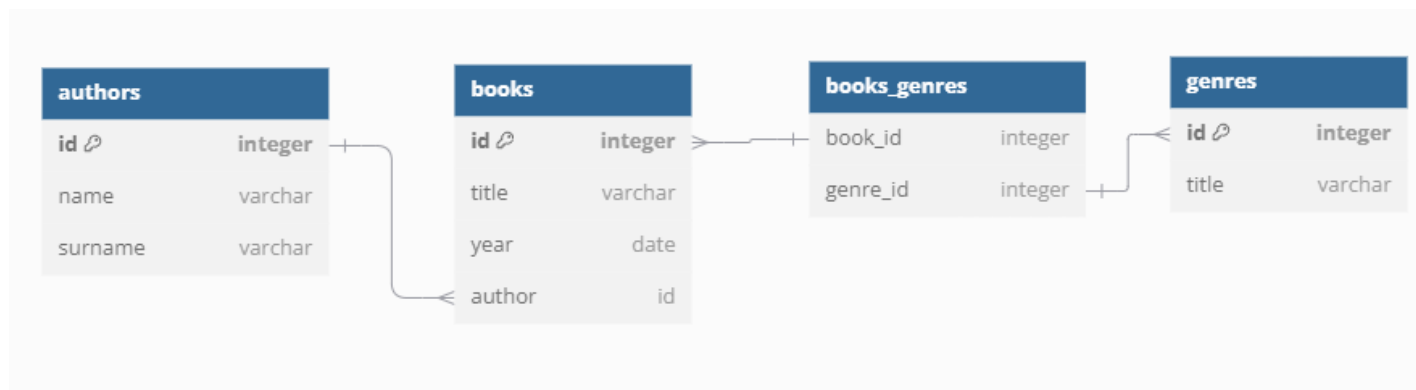 authors
id integer
name varchar
surname varchar
books
id integer
title varchar
year date
author id
books_genres
book_id integer
genre_id integer
genres
id integer
title varchar